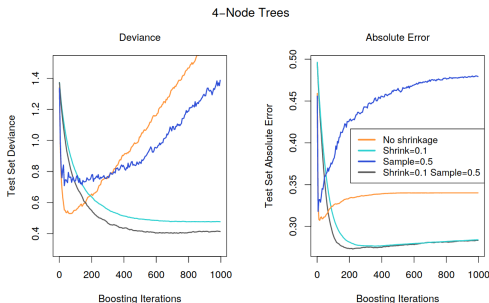 4-Node Trees
Deviance
Test Set Deviance
0.4 0.6 0.8 1.0 1.2 1.4
0 200 400 600 800 1000
Boosting Iterations
Absolute Error
Test Set Absolute Error
0.30 0.35 0.40 0.45 0.50
No shrinkage
Shrink=0.1
Sample=0.5
Shrink=0.1 Sample=0.5
0 200 400 600 800 1000
Boosting Iterations